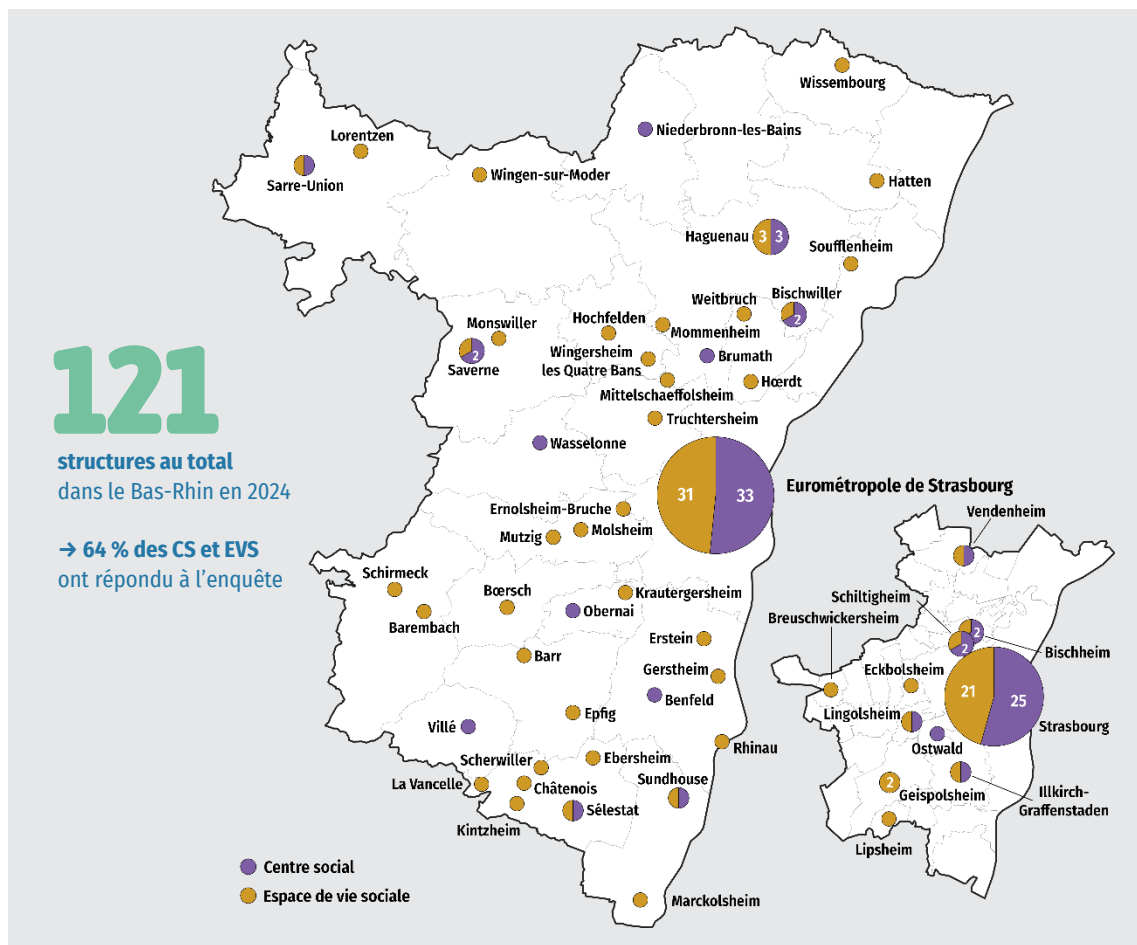 Wissembourg
Niederbronn-les-Bains
Lorentzen
Sarre-Union
Wingen-sur-Moder
Hatten
Haguenau
3
3
Soufflenheim
Bischwiller
2
Weitbruch
Hochfelden
Mommenheim
Monswiller
2
Saverne
Wingersheim
les Quatre Bans
Brumath
Mittelschaeffolsheim
Hœrdt
Truchtersheim
121
structures au total
dans le Bas-Rhin en 2024
→ 64 % des CS et EVS
ont répondu à l'enquête
Wasselonne
31
33
Eurométropole de Strasbourg
Ernolsheim-Bruche
Molsheim
Mutzig
Schirmeck
Barembach
Bœrsch
Krautergersheim
Obernai
Erstein
Barr
Gerstheim
Benfeld
Epfig
Villé
Rhinau
Ebersheim
Scherwiller
Sundhouse
La Vancelle
Châtenois
Kintzheim
Sélestat
Marckolsheim
Vendenheim
Schiltigheim
Breuschwickersheim
2
2
Bischheim
Eckbolsheim
21
25
Strasbourg
Lingolsheim
Ostwald
2
Geispolsheim
Illkirch-
Graffenstaden
Lipsheim
Centre social
Espace de vie sociale